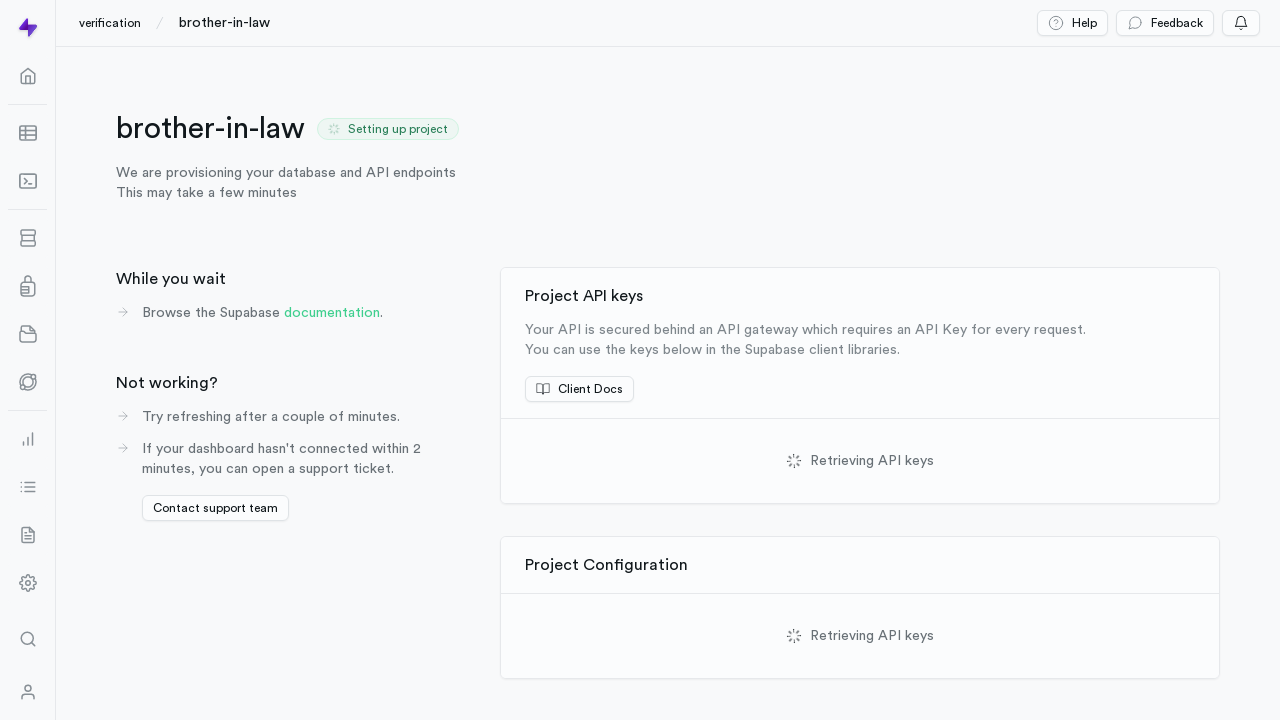 verification / brother-in-law
Help
Feedback
brother-in-law
Setting up project
We are provisioning your database and API endpoints
This may take a few minutes
While you wait
Browse the Supabase documentation.
Not working?
Try refreshing after a couple of minutes.
If your dashboard hasn't connected within 2
minutes, you can open a support ticket.
Contact support team
Project API keys
Your API is secured behind an API gateway which requires an API Key for every request.
You can use the keys below in the Supabase client libraries.
Client Docs
Retrieving API keys
Project Configuration
Retrieving API keys